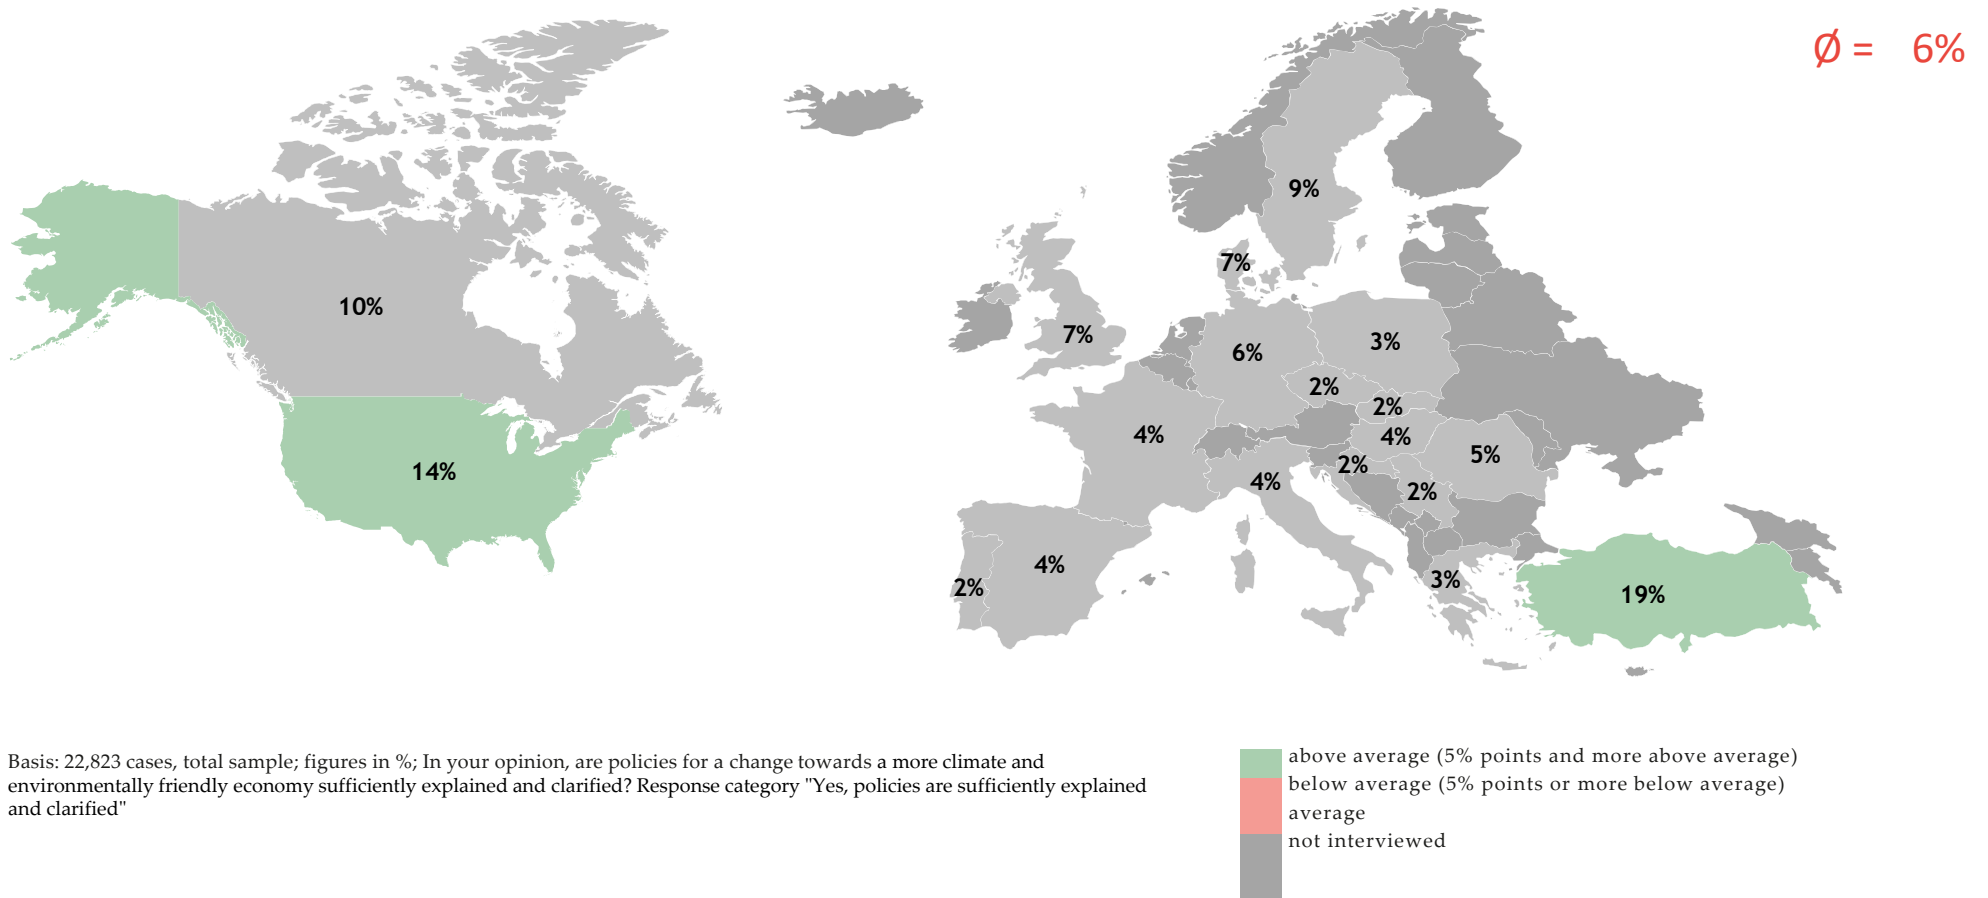 Ø = 6%
9%
7%
10%
7%
3%
6%
2%
2%
4%
4%
5%
2%
14%
4%
2%
4%
3%
2%
19%
Basis: 22,823 cases, total sample; figures in %; In your opinion, are policies for a change towards a more climate and
environmentally friendly economy sufficiently explained and clarified? Response category "Yes, policies are sufficiently explained
and clarified"
above average (5% points and more above average)
below average (5% points or more below average)
average
not interviewed